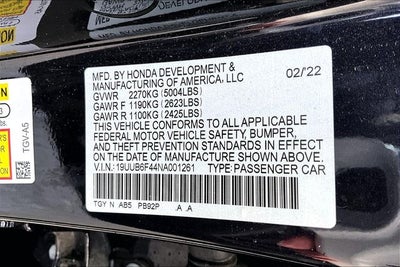 MFD. BY HONDA DEVELOPMENT & 02/'22
MANUFACTURING OF AMERICA, LLC
GVWR 2270KG (5004LBS)
GAWR F 1190KG (2623LBS)
GAWR R 1100KG (2425LBS)
THIS VEHICLE CONFORMS TO ALL APPLICABLE
FEDERAL MOTOR VEHICLE SAFETY, BUMPER,
AND THEFT PREVENTION STANDARDS IN EFFECT
ON THE DATE OF MANUFACTURE SHOWN ABOVE.
V.I.N.: 19UUB6F44NA001261 TYPE: PASSENGER CAR
TGY N AB5 PB92P .A .A
TGV-A5